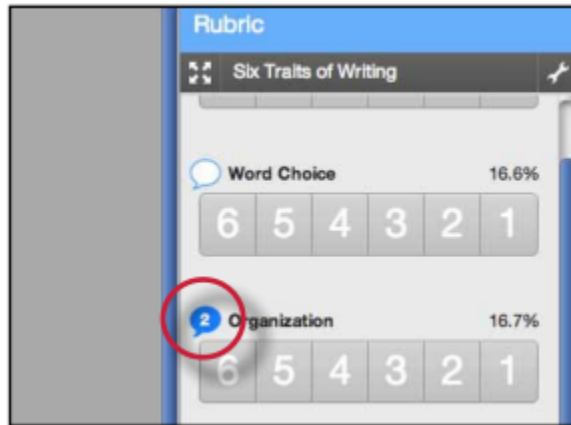 Rubric
Six Traits of Writing
Word Choice 16.6%
6 5 4 3 2 1
2 Organization 16.7%
6 5 4 3 2 1